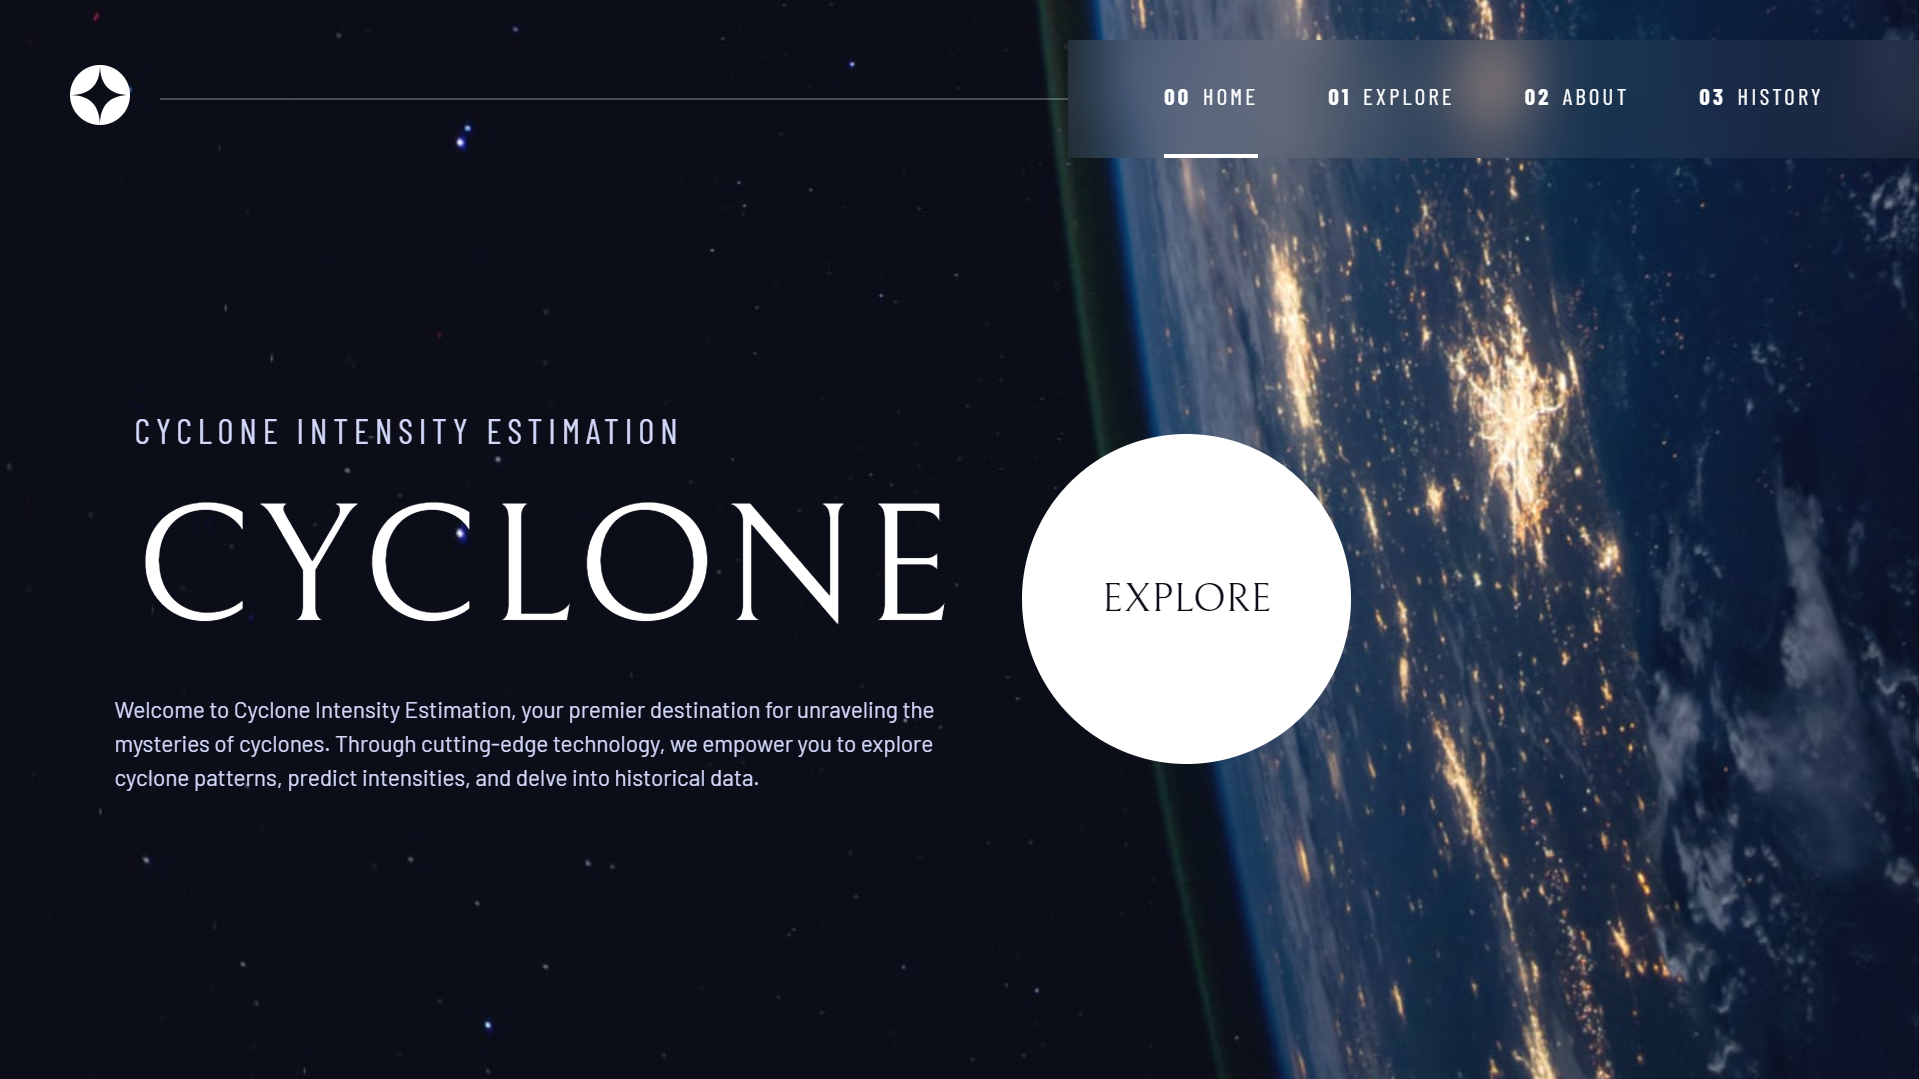 00 HOME 01 EXPLORE 02 ABOUT 03 HISTORY
CYCLONE INTENSITY ESTIMATION
CYCLONE
EXPLORE
Welcome to Cyclone Intensity Estimation, your premier destination for unraveling the
mysteries of cyclones. Through cutting-edge technology, we empower you to explore
cyclone patterns, predict intensities, and delve into historical data.